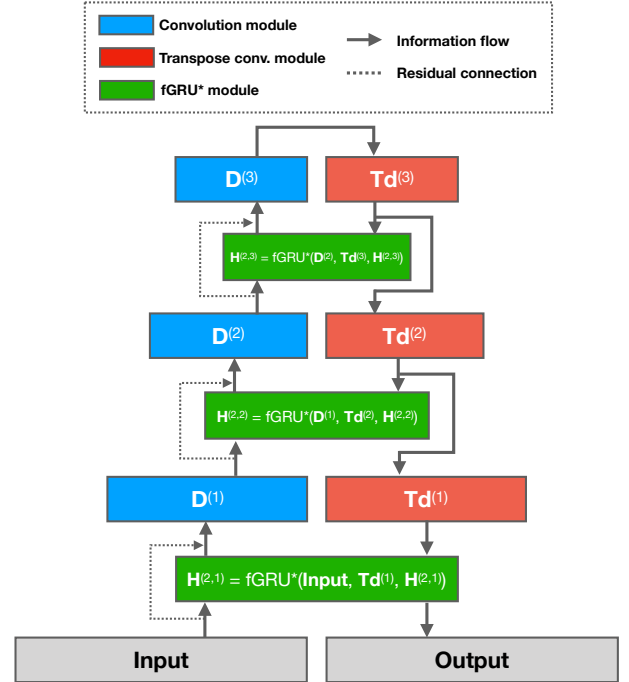 Convolution module
Information flow
Transpose conv. module
Residual connection
fGRU* module
D(3)
Td(3)
H(2,3) = fGRU*(D(2), Td(3), H(2,3))
D(2)
Td(2)
H(2,2) = fGRU*(D(1), Td(2), H(2,2))
D(1)
Td(1)
H(2,1) = fGRU*(Input, Td(1), H(2,1))
Input
Output